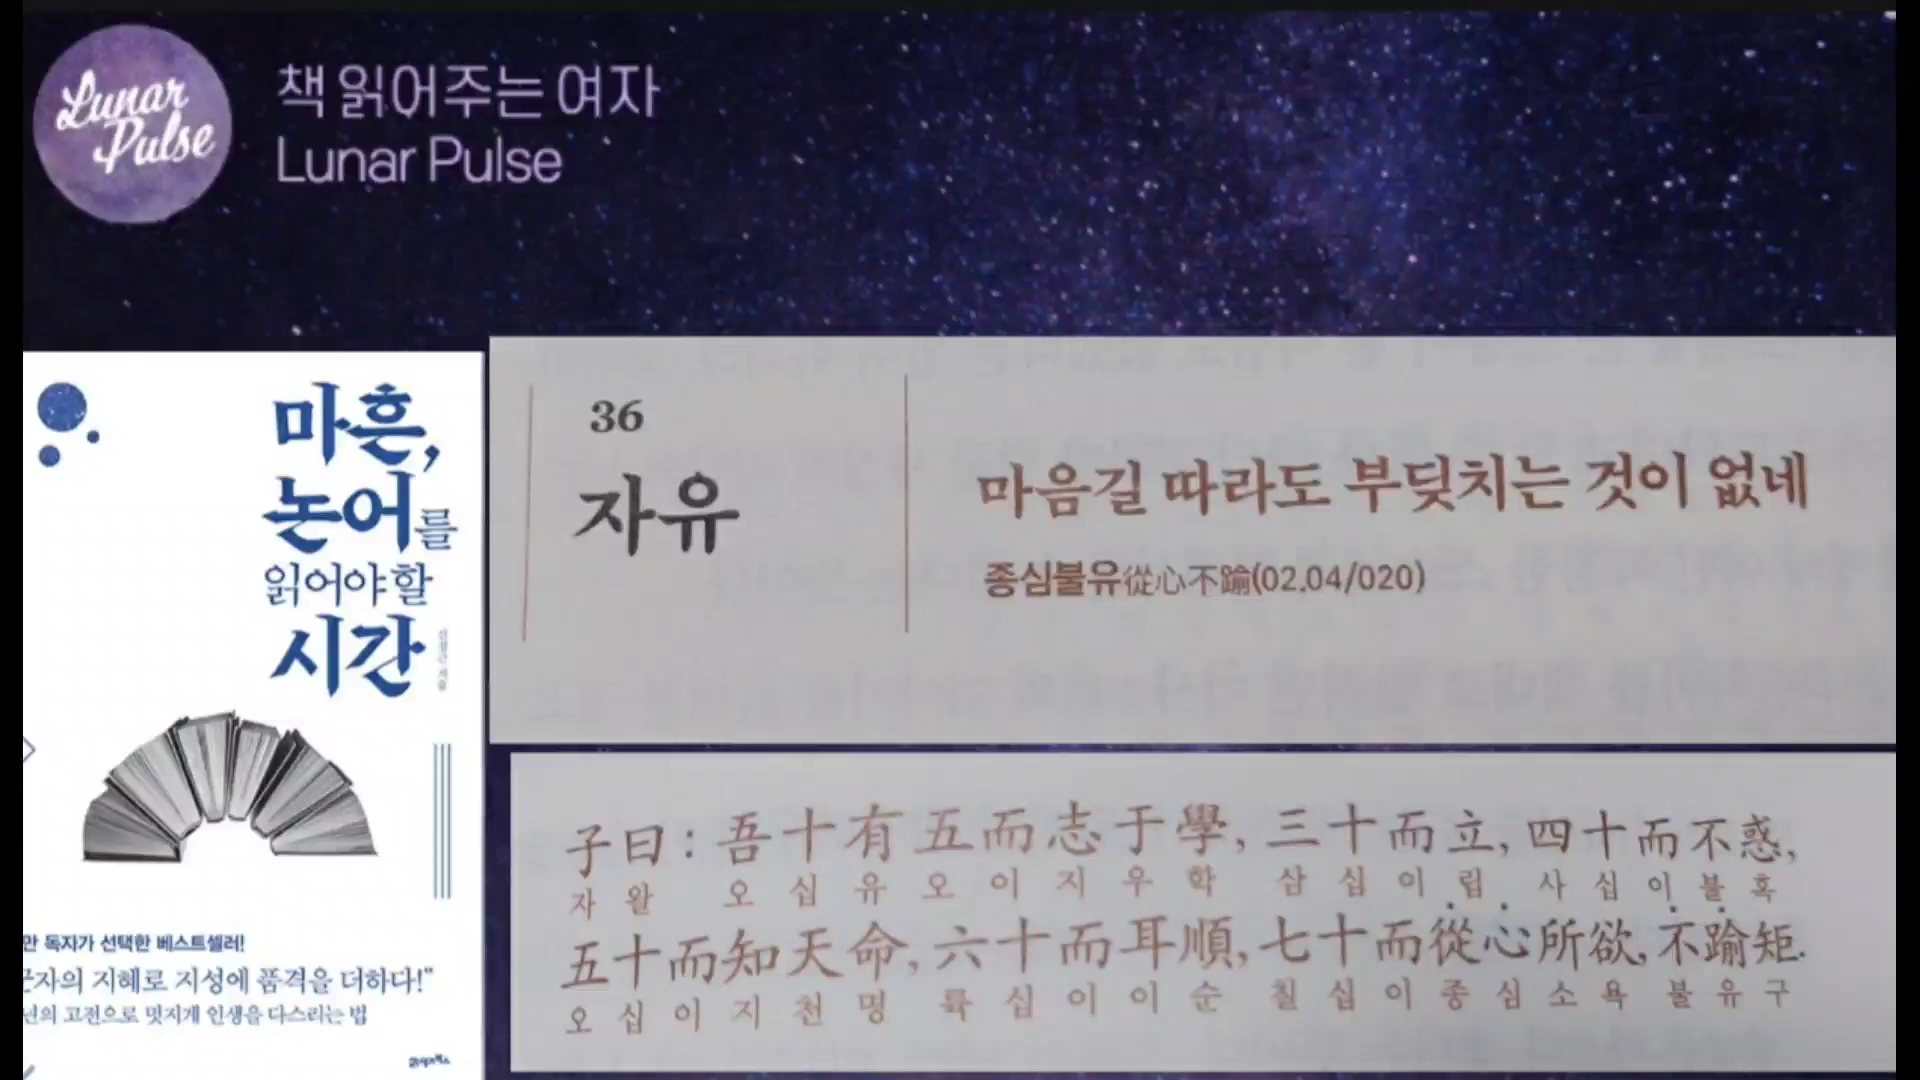 Lunar
Pulse
책 읽어주는 여자
Lunar Pulse
마흔,
논어를
읽어야 할
시간
만 독자가 선택한 베스트셀러!
군자의 지혜로 지성에 품격을 더하다!"
년의 고전으로 멋지게 인생을 다스리는 법
36
자유
마음길 따라도 부딪치는 것이 없네
종심불유從心不踰(02.04/020)
子曰: 吾十有五而志于學, 三十而立, 四十而不惑,
자 왈 오 십 유 오 이 지 우 학 삼 십 이 립 사 십 이 불 혹
五十而知天命, 六十而耳順, 七十而從心所欲, 不踰矩.
오 십 이 지 천 명 륙 십 이 이 순 칠 십 이 종 심 소 욕 불 유 구